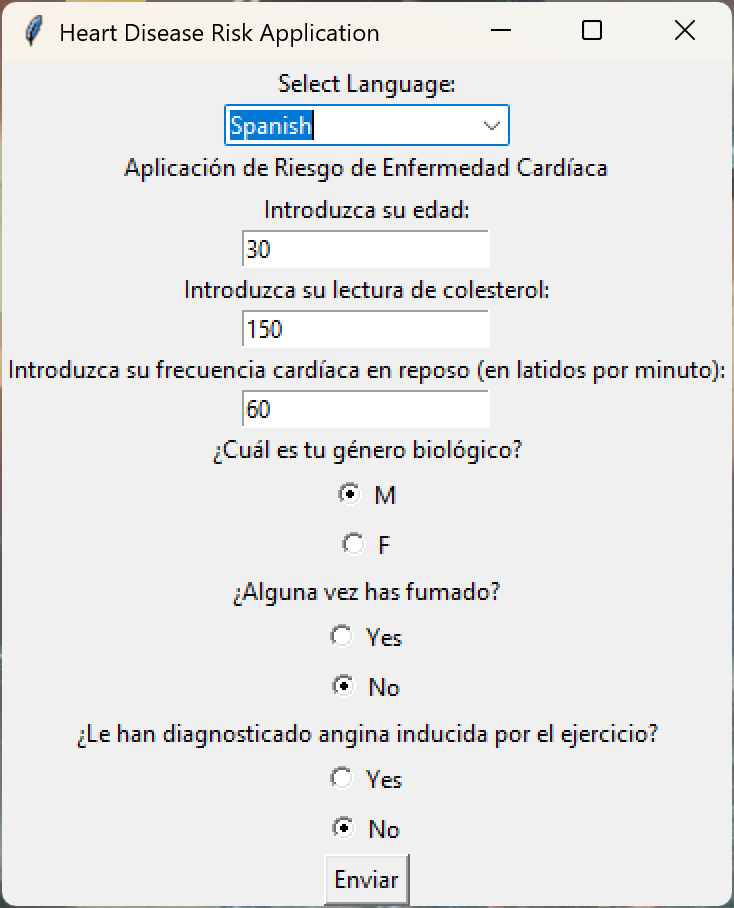 Heart Disease Risk Application
Select Language:
Spanish
Aplicación de Riesgo de Enfermedad Cardíaca
Introduzca su edad:
30
Introduzca su lectura de colesterol:
150
Introduzca su frecuencia cardíaca en reposo (en latidos por minuto):
60
¿Cuál es tu género biológico?
M
F
¿Alguna vez has fumado?
Yes
No
¿Le han diagnosticado angina inducida por el ejercicio?
Yes
No
Enviar